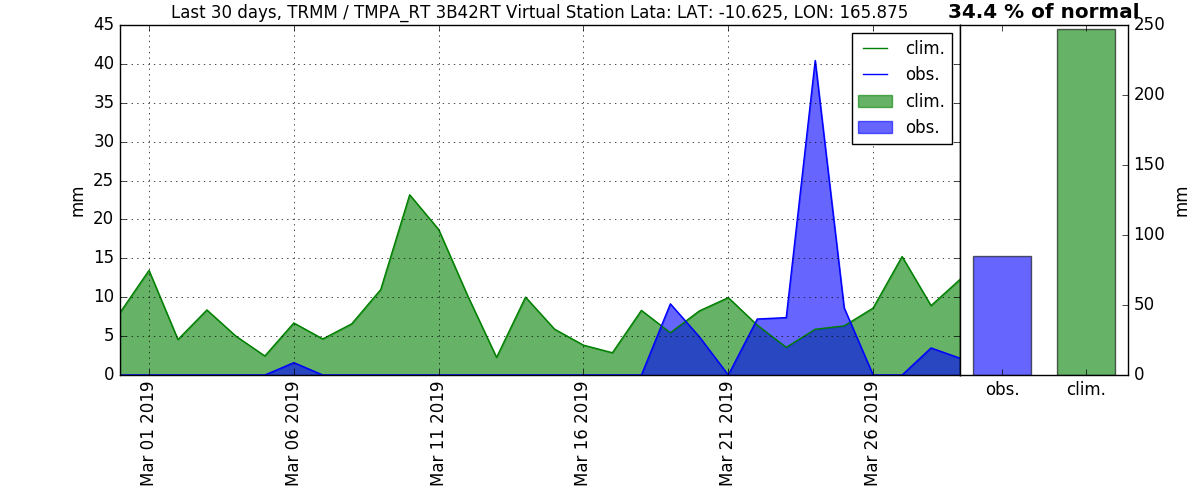 Last 30 days, TRMM / TMPA_RT 3B42RT Virtual Station Lata: LAT: -10.625, LON: 165.875
34.4 % of normal
45
40
35
30
25
20
15
10
5
0
mm
clim.
obs.
clim.
obs.
Mar 01 2019
Mar 06 2019
Mar 11 2019
Mar 16 2019
Mar 21 2019
Mar 26 2019
250
200
150
100
50
0
mm
obs.
clim.